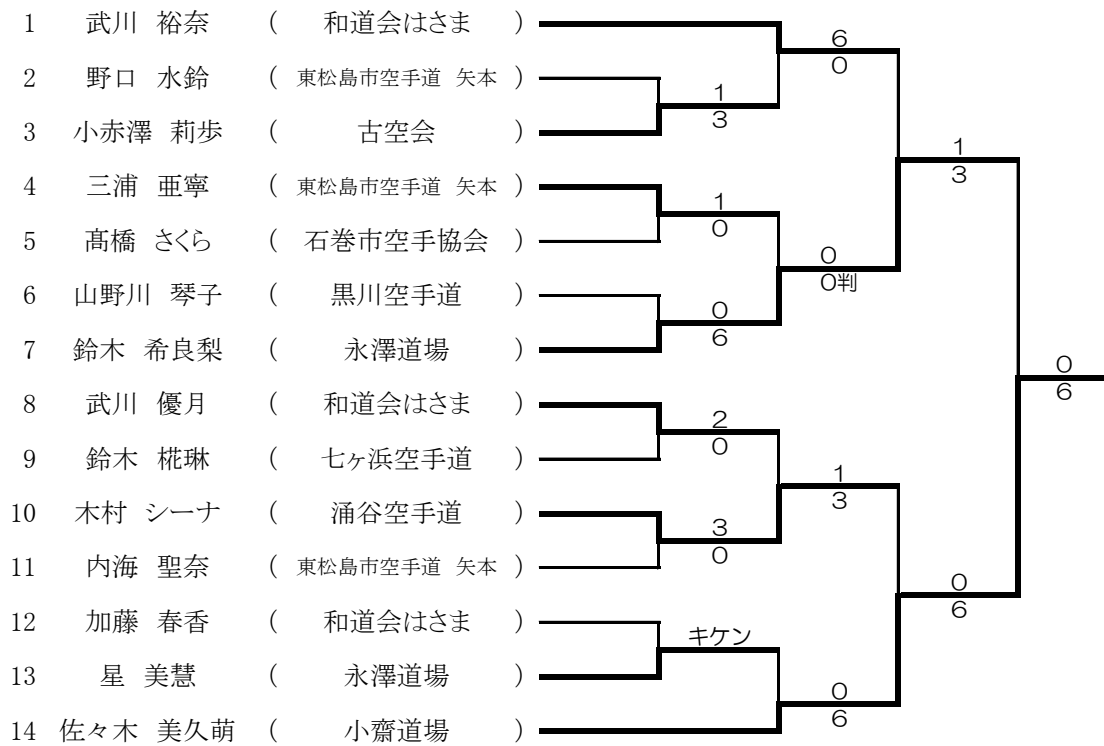 1 武川 裕奈 ( 和道会はさま )
6
0
2 野口 水鈴 ( 東松島市空手道 矢本 )
1
3
3 小赤澤 莉歩 ( 古空会 )
1
3
4 三浦 亜寧 ( 東松島市空手道 矢本 )
1
0
5 髙橋 さくら ( 石巻市空手協会 )
0
0判
6 山野川 琴子 ( 黒川空手道 )
0
6
7 鈴木 希良梨 ( 永澤道場 )
0
6
8 武川 優月 ( 和道会はさま )
2
0
9 鈴木 椛琳 ( 七ヶ浜空手道 )
1
3
10 木村 シーナ ( 涌谷空手道 )
3
0
11 内海 聖奈 ( 東松島市空手道 矢本 )
0
6
12 加藤 春香 ( 和道会はさま )
キケン
13 星 美慧 ( 永澤道場 )
0
6
14 佐々木 美久萌 ( 小齋道場 )